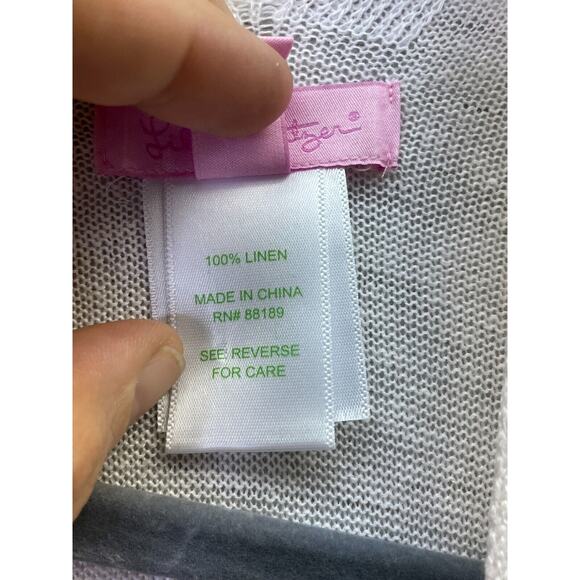 100% LINEN
MADE IN CHINA
RN# 88189
SEE REVERSE
FOR CARE